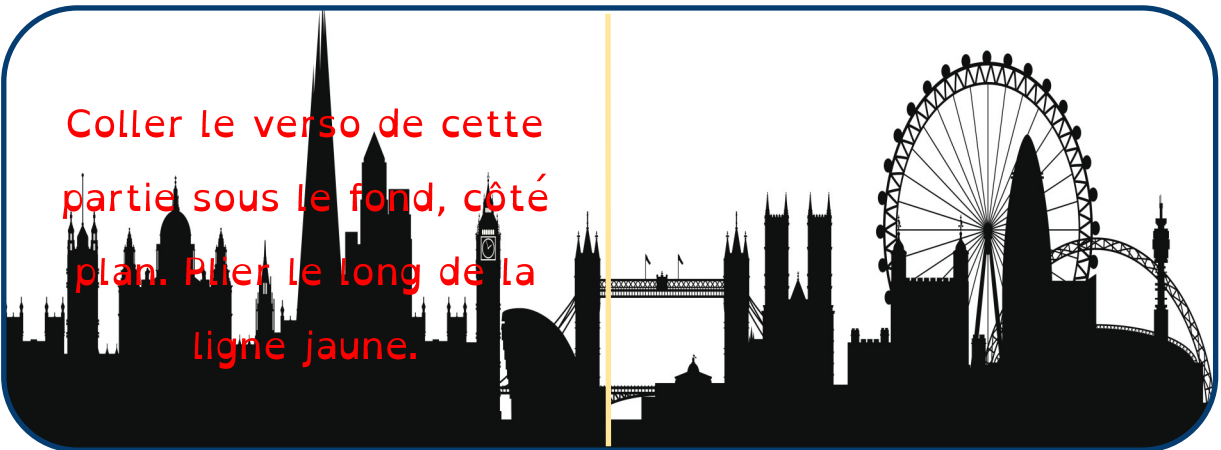 Coller le verso de cette
partie sous le fond, côté
plan. Plier le long de la
ligne jaune.